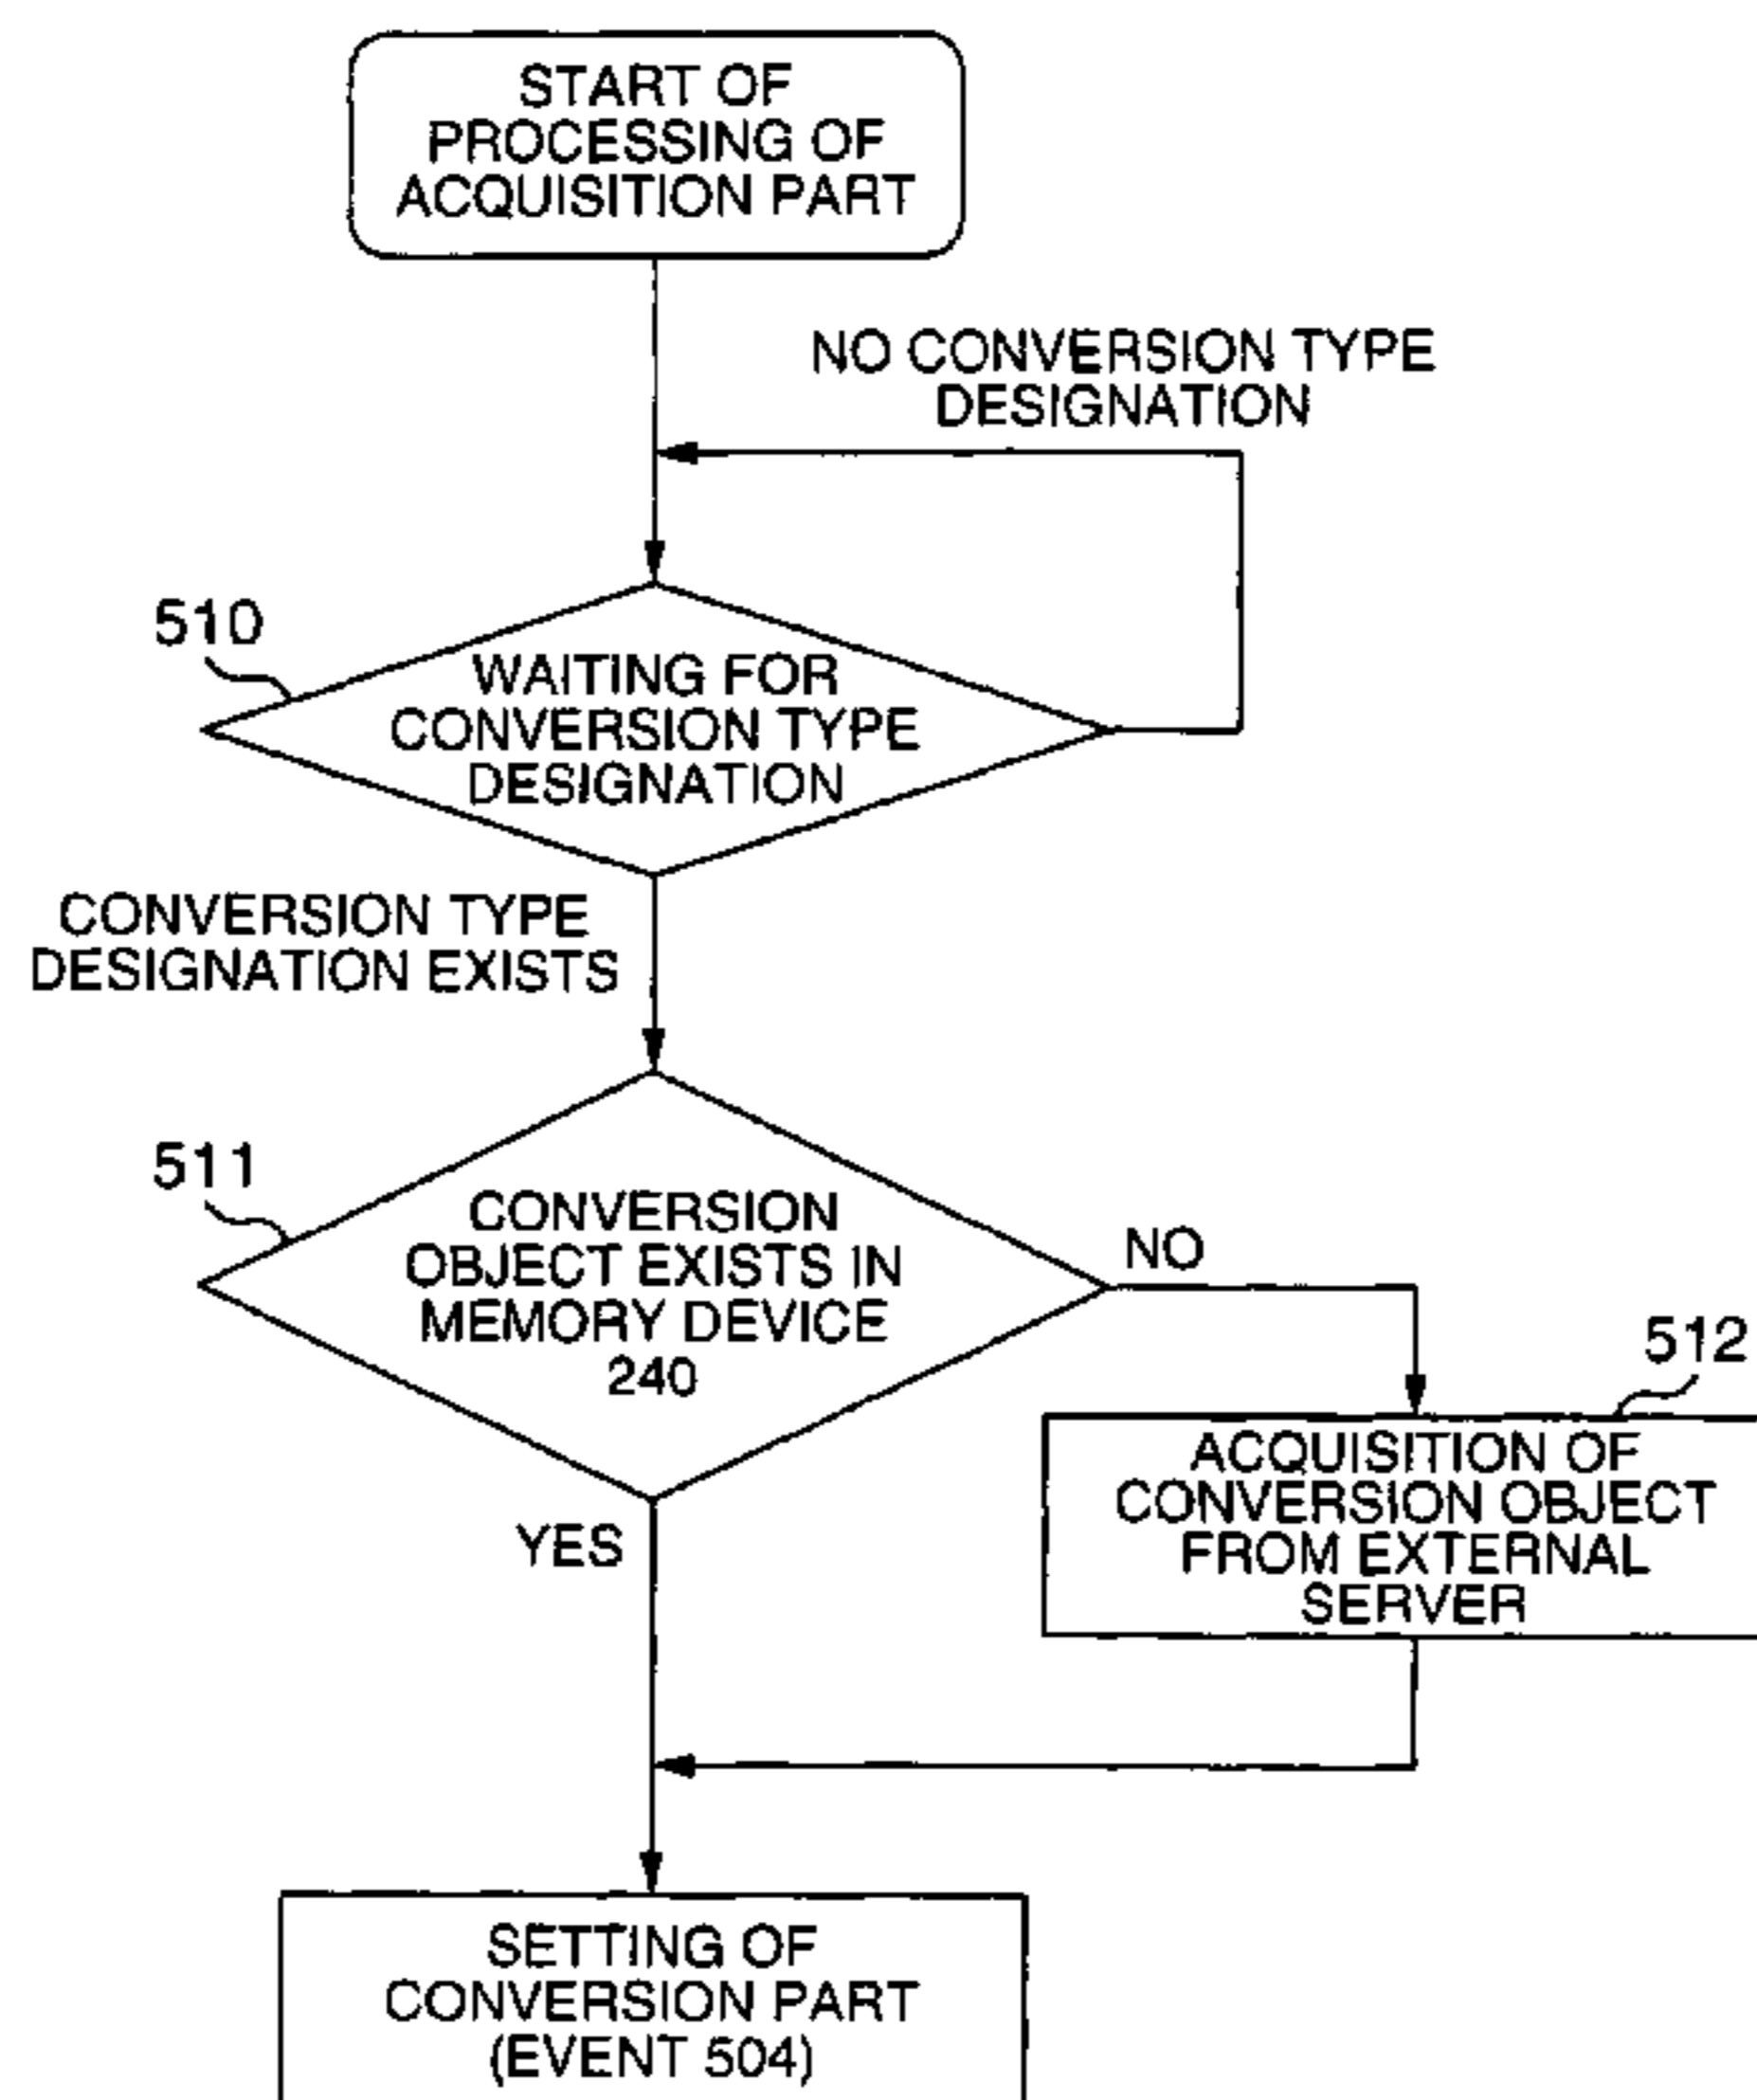 START OF
PROCESSING OF
ACQUISITION PART
NO CONVERSION TYPE
DESIGNATION
510
WAITING FOR
CONVERSION TYPE
DESIGNATION
CONVERSION TYPE
DESIGNATION EXISTS
511
CONVERSION
OBJECT EXISTS IN
MEMORY DEVICE
240
NO
512
ACQUISITION OF
CONVERSION OBJECT
FROM EXTERNAL
SERVER
YES
SETTING OF
CONVERSION PART
(EVENT 504)